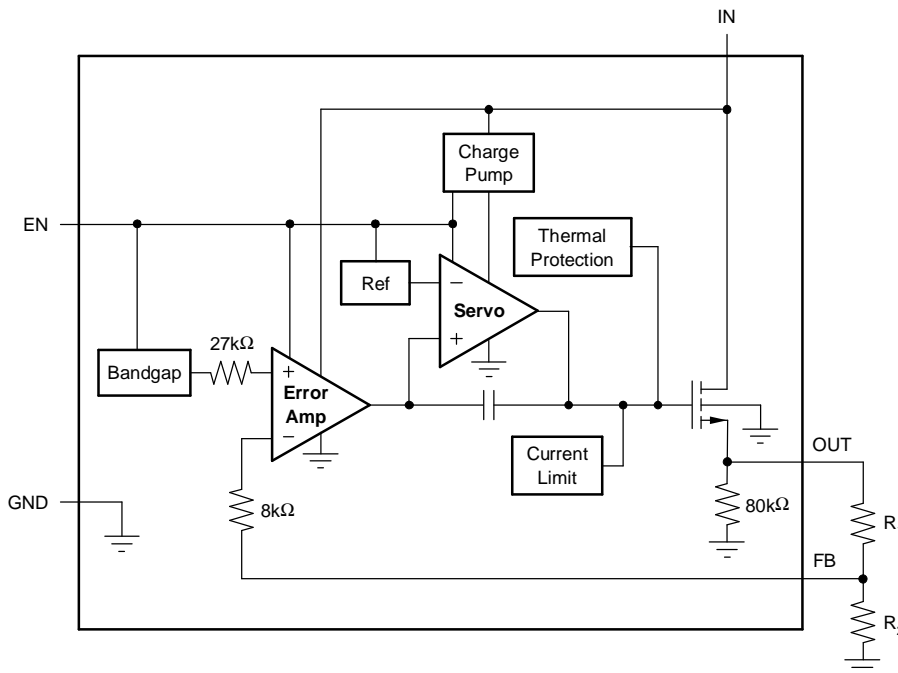 IN
Charge
Pump
EN
Thermal
Protection
Ref
−
Servo
+
27kΩ
Bandgap
+
Error
Amp
−
Current
Limit
OUT
GND
8kΩ
80kΩ
R
FB
R